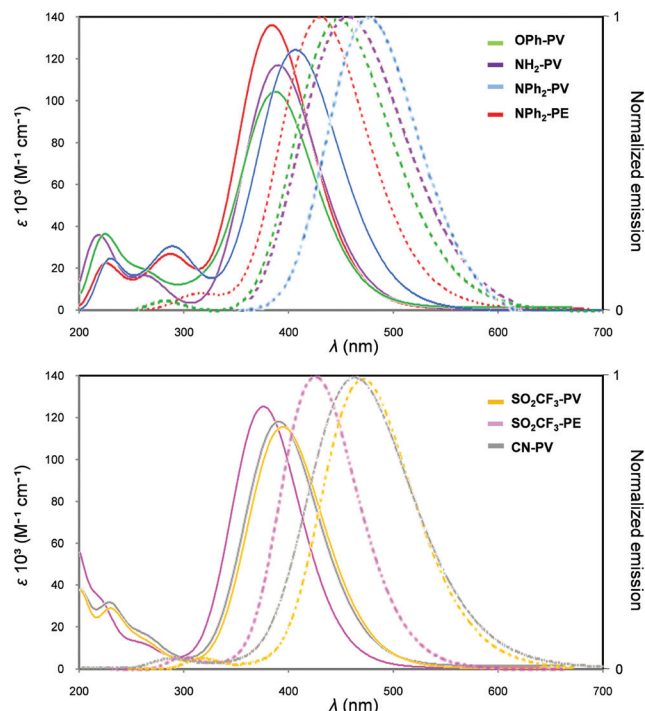 140
120
100
80
60
40
20
0
ε 10³ (M⁻¹ cm⁻¹)
1
0
Normalized emission
OPh-PV
NH₂-PV
NPh₂-PV
NPh₂-PE
200 300 400 500 600 700
λ (nm)
140
120
100
80
60
40
20
0
ε 10³ (M⁻¹ cm⁻¹)
1
0
Normalized emission
SO₂CF₃-PV
SO₂CF₃-PE
CN-PV
200 300 400 500 600 700
λ (nm)